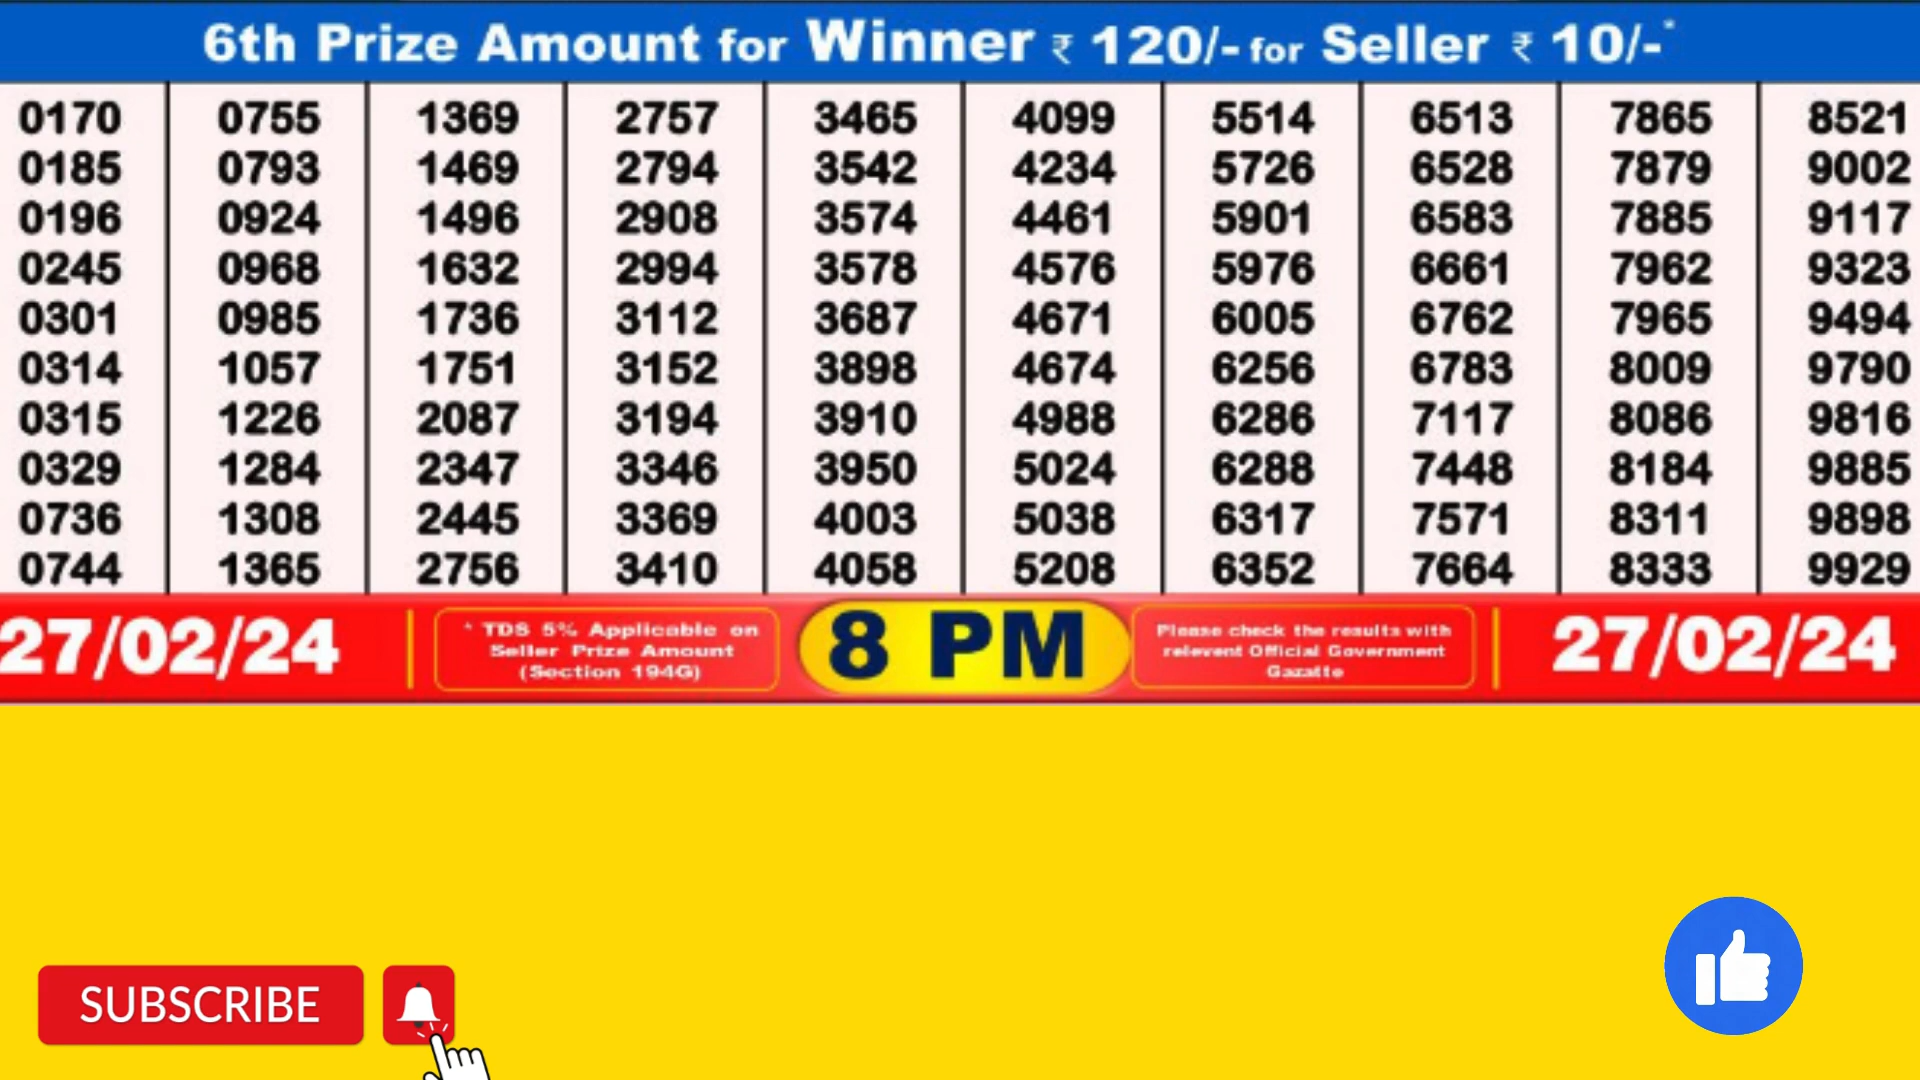 6th Prize Amount for Winner ₹ 120/- for Seller ₹ 10/-*
0170 0755 1369 2757 3465 4099 5514 6513 7865 8521
0185 0793 1469 2794 3542 4234 5726 6528 7879 9002
0196 0924 1496 2908 3574 4461 5901 6583 7885 9117
0245 0968 1632 2994 3578 4576 5976 6661 7962 9323
0301 0985 1736 3112 3687 4671 6005 6762 7965 9494
0314 1057 1751 3152 3898 4674 6256 6783 8009 9790
0315 1226 2087 3194 3910 4988 6286 7117 8086 9816
0329 1284 2347 3346 3950 5024 6288 7448 8184 9885
0736 1308 2445 3369 4003 5038 6317 7571 8311 9898
0744 1365 2756 3410 4058 5208 6352 7664 8333 9929
27/02/24
* TDS 5% Applicable on
Seller Prize Amount
(Section 194G)
8 PM
Please check the results with
relevent Official Government
Gazatte
27/02/24
SUBSCRIBE